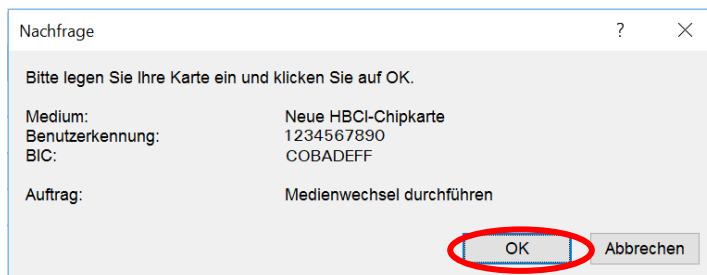 Nachfrage ? ×
Bitte legen Sie Ihre Karte ein und klicken Sie auf OK.
Medium: Neue HBCI-Chipkarte
Benutzerkennung: 1234567890
BIC: COBADEFF
Auftrag: Medienwechsel durchführen
OK Abbrechen